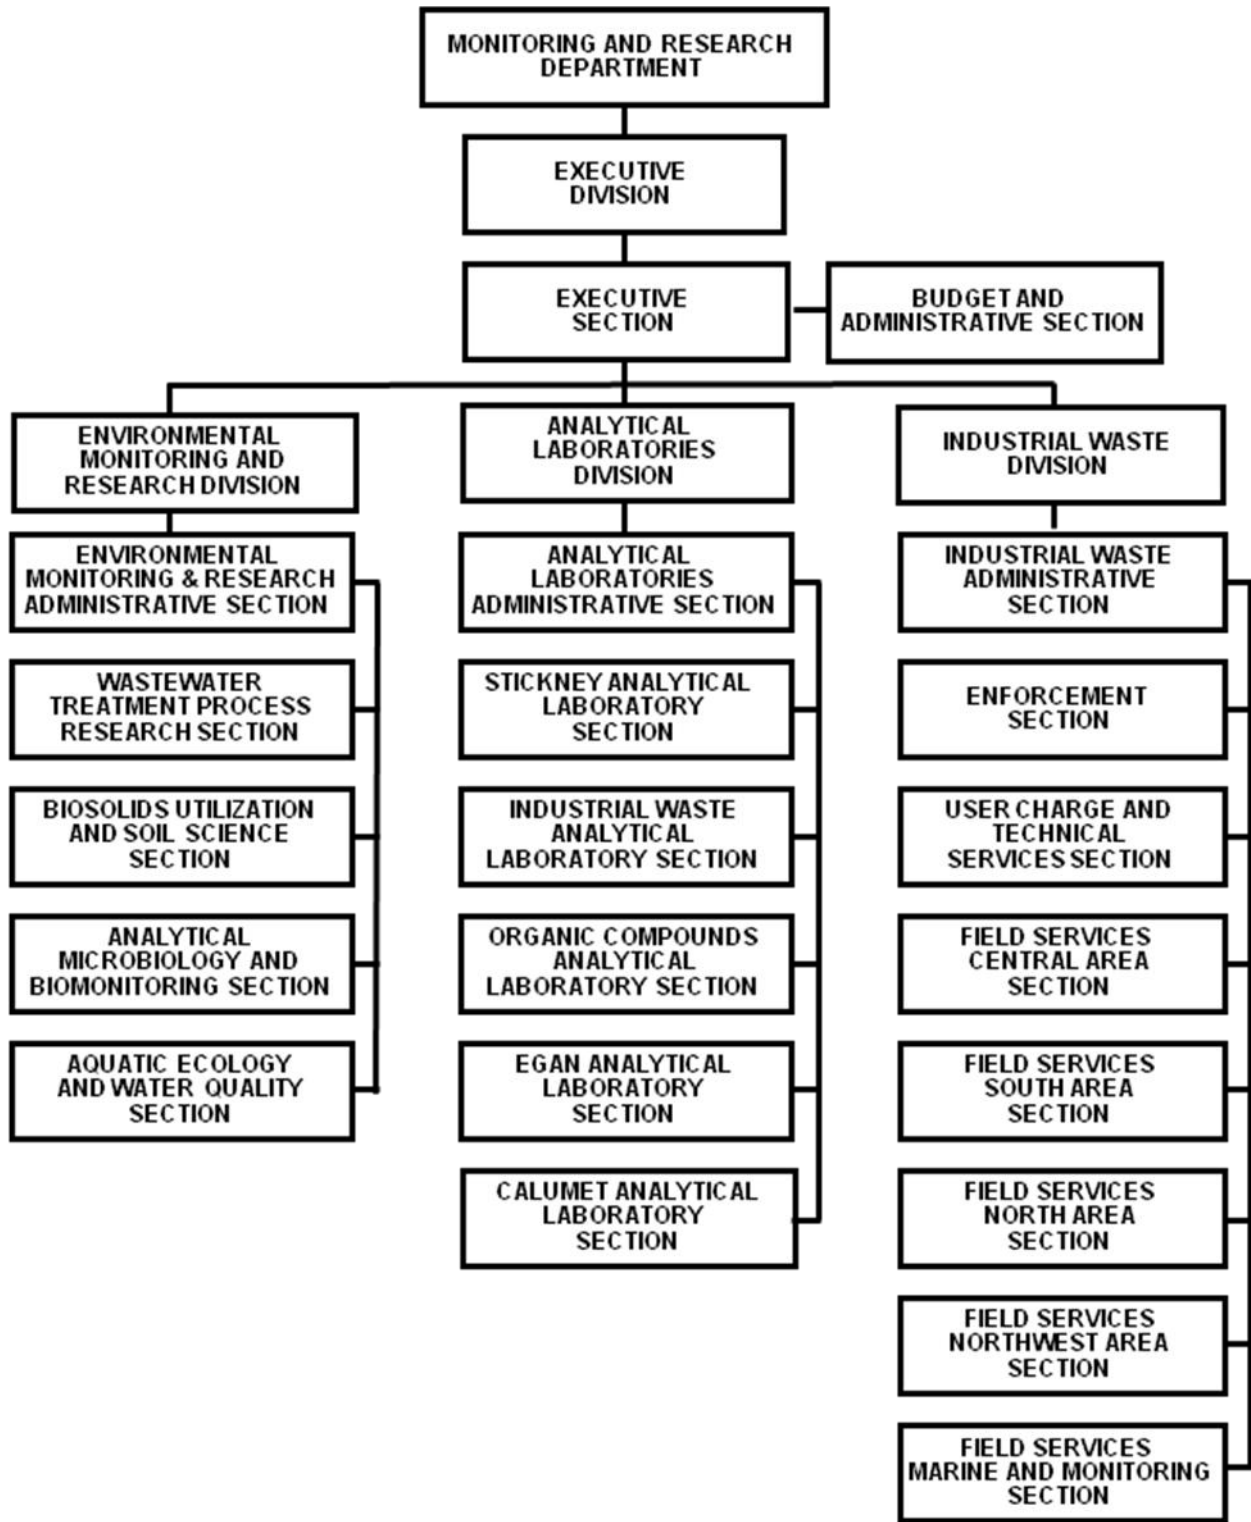 MONITORING AND RESEARCH
DEPARTMENT
EXECUTIVE
DIVISION
EXECUTIVE
SECTION
BUDGET AND
ADMINISTRATIVE SECTION
ENVIRONMENTAL
MONITORING AND
RESEARCH DIVISION
ENVIRONMENTAL
MONITORING & RESEARCH
ADMINISTRATIVE SECTION
WASTEWATER
TREATMENT PROCESS
RESEARCH SECTION
BIOSOLIDS UTILIZATION
AND SOIL SCIENCE
SECTION
ANALYTICAL
MICROBIOLOGY AND
BIOMONITORING SECTION
AQUATIC ECOLOGY
AND WATER QUALITY
SECTION
ANALYTICAL
LABORATORIES
DIVISION
ANALYTICAL
LABORATORIES
ADMINISTRATIVE SECTION
STICKNEY ANALYTICAL
LABORATORY
SECTION
INDUSTRIAL WASTE
ANALYTICAL
LABORATORY SECTION
ORGANIC COMPOUNDS
ANALYTICAL
LABORATORY SECTION
EGAN ANALYTICAL
LABORATORY
SECTION
CALUMET ANALYTICAL
LABORATORY
SECTION
INDUSTRIAL WASTE
DIVISION
INDUSTRIAL WASTE
ADMINISTRATIVE
SECTION
ENFORCEMENT
SECTION
USER CHARGE AND
TECHNICAL
SERVICES SECTION
FIELD SERVICES
CENTRAL AREA
SECTION
FIELD SERVICES
SOUTH AREA
SECTION
FIELD SERVICES
NORTH AREA
SECTION
FIELD SERVICES
NORTHWEST AREA
SECTION
FIELD SERVICES
MARINE AND MONITORING
SECTION